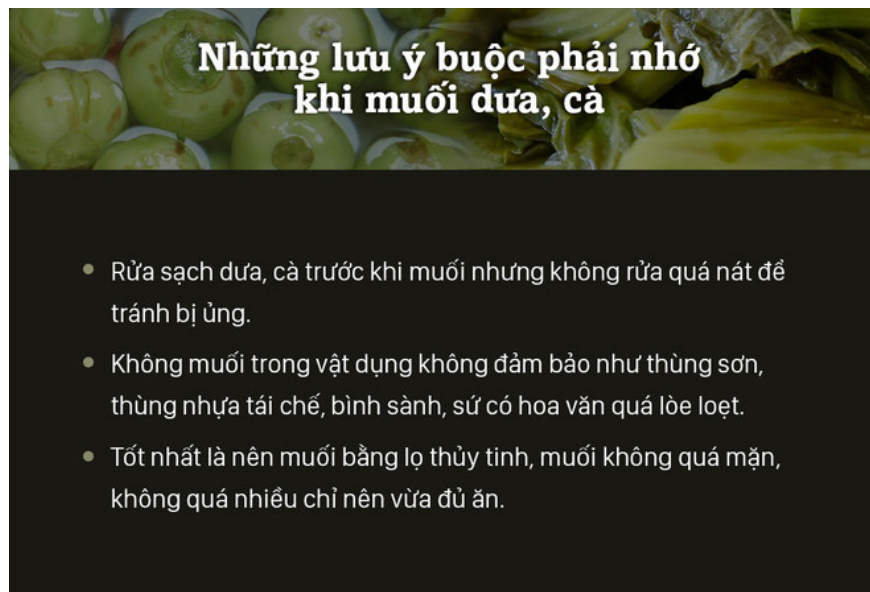 Những lưu ý buộc phải nhớ
khi muối dưa, cà
• Rửa sạch dưa, cà trước khi muối nhưng không rửa quá nát để
tránh bị ủng.
• Không muối trong vật dụng không đảm bảo như thùng sơn,
thùng nhựa tái chế, bình sành, sứ có hoa văn quá lòe loẹt.
• Tốt nhất là nên muối bằng lọ thủy tinh, muối không quá mặn,
không quá nhiều chỉ nên vừa đủ ăn.